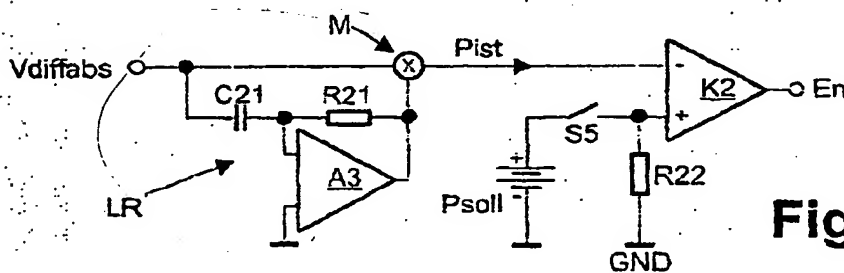 M
Vdiffabs
Pist
C21
R21
K2
-
+
En
S5
A3
LR
+
Psoll
-
R22
GND
Fig